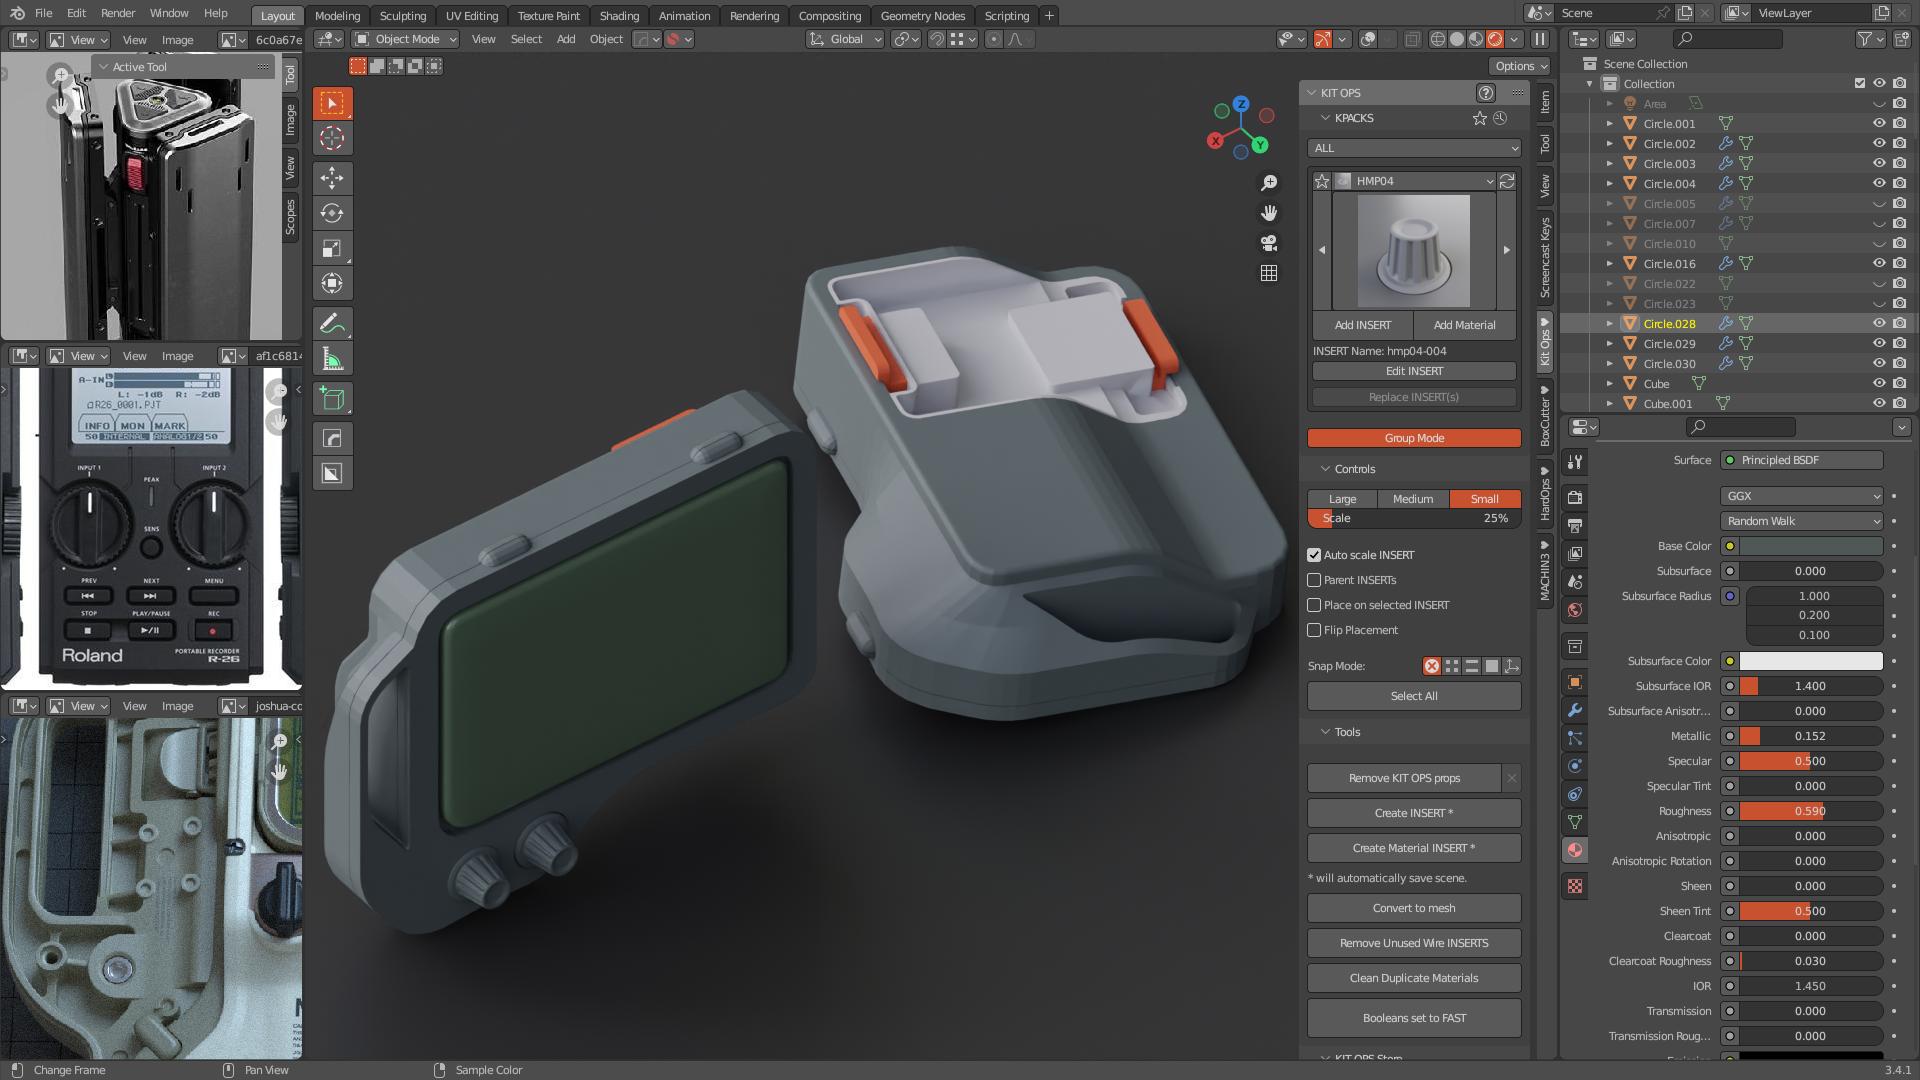 File Edit Render Window Help Layout Modeling Sculpting UV Editing Texture Paint Shading Animation Rendering Compositing Geometry Nodes Scripting + Scene ViewLayer
View View Image 6c0a67e
Object Mode View Select Add Object Global
Options
Active Tool
Tool
Image
View
Scopes
View View Image af1c6814
A-IN
L: -1dB R: -2dB
R26_0001.PJT
INFO MON MARK
50 INTERNAL ANALOG1/2 50
INPUT 1 INPUT 2
PEAK
SENS
PREV NEXT MENU
STOP PLAY/PAUSE REC
Roland
PORTABLE RECORDER
R-26
View View Image joshua-co
Z
X
Y
KIT OPS
KPACKS
ALL
HMP04
Add INSERT Add Material
INSERT Name: hmp04-004
Edit INSERT
Replace INSERT(s)
Group Mode
Controls
Large Medium Small
Scale 25%
Auto scale INSERT
Parent INSERTs
Place on selected INSERT
Flip Placement
Snap Mode:
Select All
Tools
Remove KIT OPS props
Create INSERT *
Create Material INSERT *
* will automatically save scene.
Convert to mesh
Remove Unused Wire INSERTS
Clean Duplicate Materials
Booleans set to FAST
KIT OPS Store
Item
Tool
View
Screencast Keys
Kit Ops
BoxCutter
HardOps
MACHIN3
Scene Collection
Collection
Area
Circle.001
Circle.002
Circle.003
Circle.004
Circle.005
Circle.007
Circle.010
Circle.016
Circle.022
Circle.023
Circle.028
Circle.029
Circle.030
Cube
Cube.001
Surface Principled BSDF
GGX
Random Walk
Base Color
Subsurface 0.000
Subsurface Radius 1.000
0.200
0.100
Subsurface Color
Subsurface IOR 1.400
Subsurface Anisotr... 0.000
Metallic 0.152
Specular 0.500
Specular Tint 0.000
Roughness 0.590
Anisotropic 0.000
Anisotropic Rotation 0.000
Sheen 0.000
Sheen Tint 0.500
Clearcoat 0.000
Clearcoat Roughness 0.030
IOR 1.450
Transmission 0.000
Transmission Roug... 0.000
Change Frame Pan View Sample Color 3.4.1